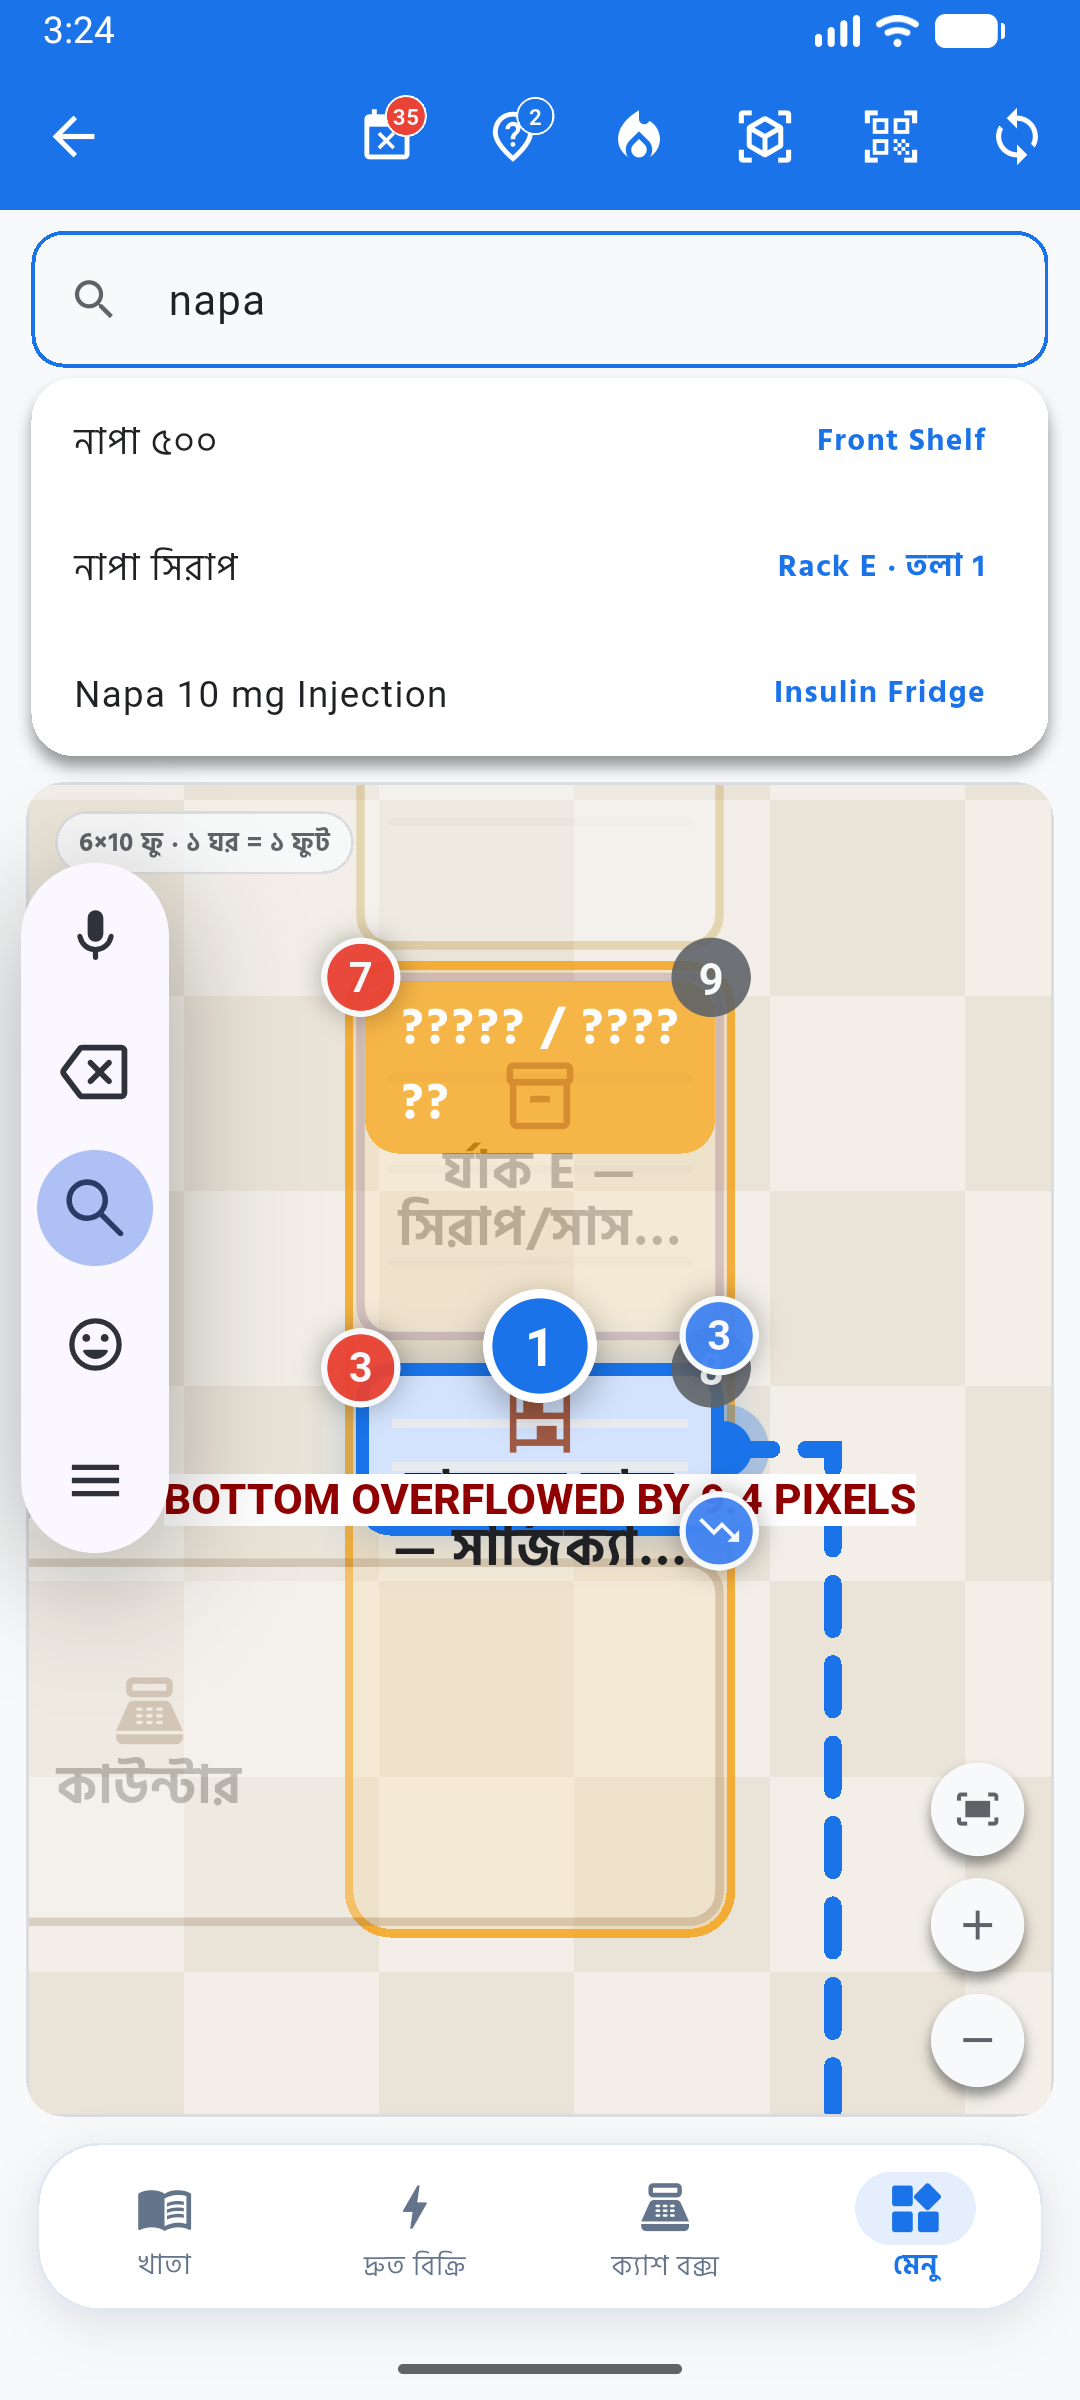 3:24
35
2
napa
নাপা ৫০০
Front Shelf
নাপা সিরাপ
Rack E · তলা 1
Napa 10 mg Injection
Insulin Fridge
6×10 ফু · ১ ঘর = ১ ফুট
7
9
????? / ????
??
র্যাক E —
সিরাপ/সাস...
1
3
3
BOTTOM OVERFLOWED BY 9.4 PIXELS
— সার্জিক্যা...
কাউন্টার
খাতা
দ্রুত বিক্রি
ক্যাশ বক্স
মেনু